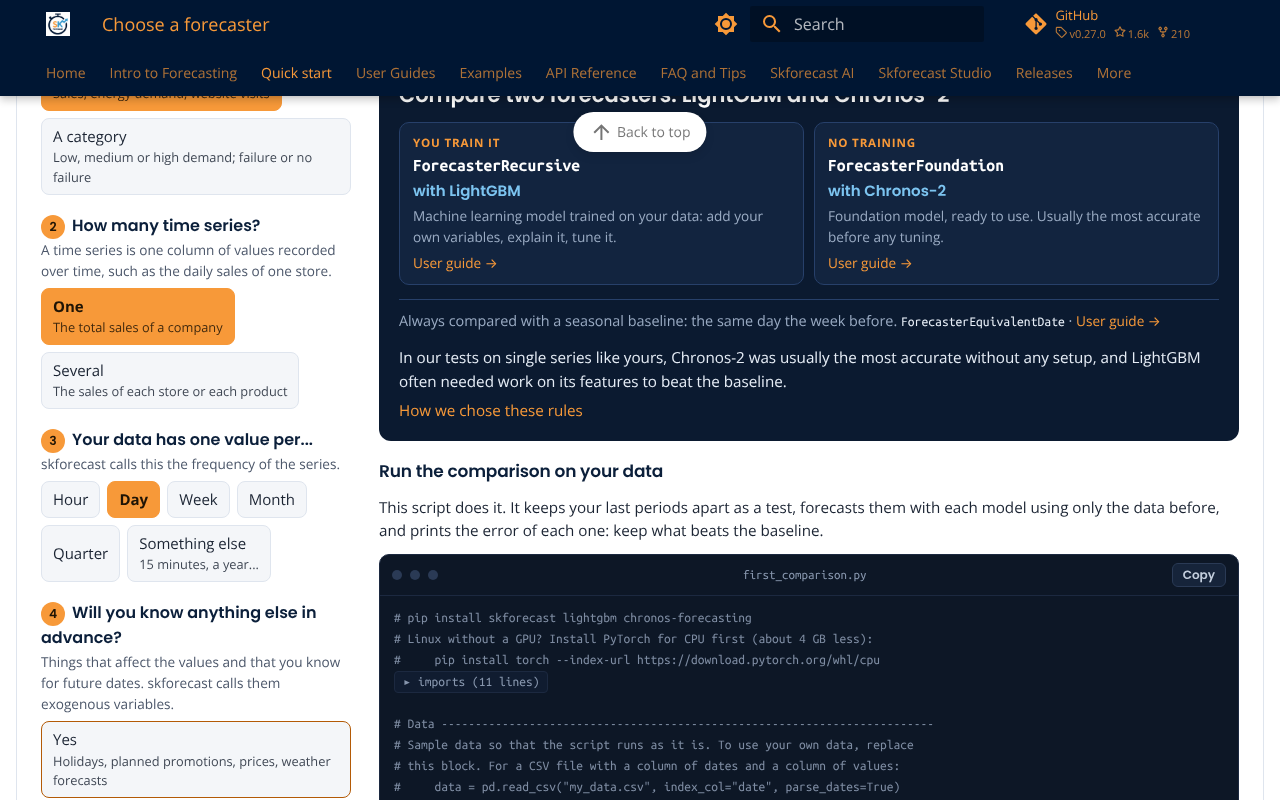 Choose a forecaster
Search
GitHub
v0.27.0 1.6k 210
Home Intro to Forecasting Quick start User Guides Examples API Reference FAQ and Tips Skforecast AI Skforecast Studio Releases More
Sales, energy demand, website visits
A category
Low, medium or high demand; failure or no
failure
2 How many time series?
A time series is one column of values recorded
over time, such as the daily sales of one store.
One
The total sales of a company
Several
The sales of each store or each product
3 Your data has one value per...
skforecast calls this the frequency of the series.
Hour Day Week Month
Quarter
Something else
15 minutes, a year...
4 Will you know anything else in
advance?
Things that affect the values and that you know
for future dates. skforecast calls them
exogenous variables.
Yes
Holidays, planned promotions, prices, weather
forecasts
Compare two forecasters: LightGBM and Chronos-2
↑ Back to top
YOU TRAIN IT
ForecasterRecursive
with LightGBM
Machine learning model trained on your data: add your
own variables, explain it, tune it.
User guide →
NO TRAINING
ForecasterFoundation
with Chronos-2
Foundation model, ready to use. Usually the most accurate
before any tuning.
User guide →
Always compared with a seasonal baseline: the same day the week before. ForecasterEquivalentDate · User guide →
In our tests on single series like yours, Chronos-2 was usually the most accurate without any setup, and LightGBM
often needed work on its features to beat the baseline.
How we chose these rules
Run the comparison on your data
This script does it. It keeps your last periods apart as a test, forecasts them with each model using only the data before,
and prints the error of each one: keep what beats the baseline.
first_comparison.py
Copy
# pip install skforecast lightgbm chronos-forecasting
# Linux without a GPU? Install PyTorch for CPU first (about 4 GB less):
#     pip install torch --index-url https://download.pytorch.org/whl/cpu
▸ imports (11 lines)
# Data -------------------------------------------------------------------------
# Sample data so that the script runs as it is. To use your own data, replace
# this block. For a CSV file with a column of dates and a column of values:
#     data = pd.read_csv("my_data.csv", index_col="date", parse_dates=True)